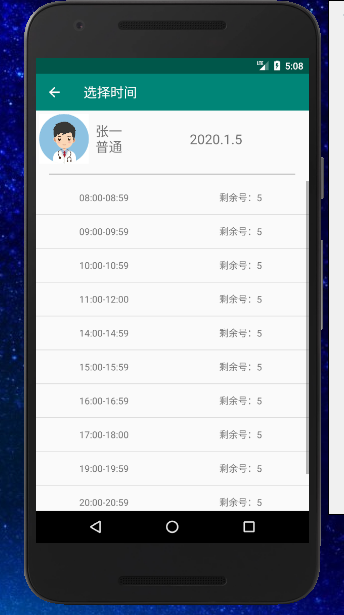 5:08
选择时间
张一
普通
2020.1.5
08:00-08:59 剩余号：5
09:00-09:59 剩余号：5
10:00-10:59 剩余号：5
11:00-12:00 剩余号：5
14:00-14:59 剩余号：5
15:00-15:59 剩余号：5
16:00-16:59 剩余号：5
17:00-18:00 剩余号：5
19:00-19:59 剩余号：5
20:00-20:59 剩余号：5